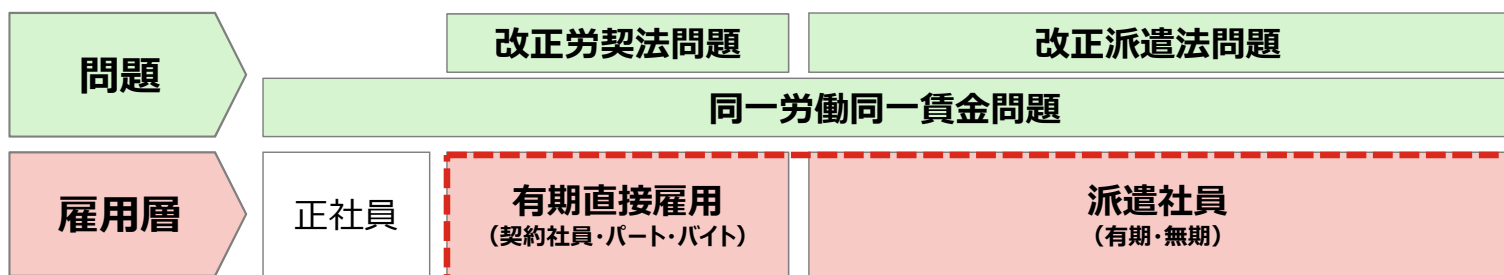 問題
改正労契法問題
改正派遣法問題
同一労働同一賃金問題
雇用層
正社員
有期直接雇用
（契約社員・パート・バイト）
派遣社員
（有期・無期）